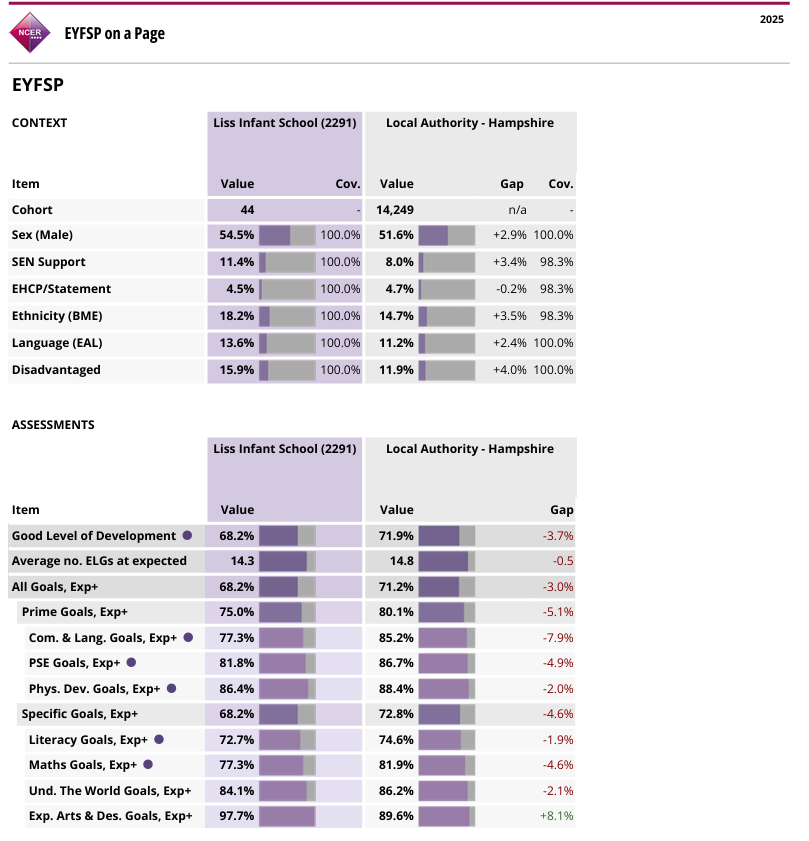 2025
NCER
EYFSP on a Page
EYFSP
CONTEXT Liss Infant School (2291) Local Authority - Hampshire
Item Value Cov. Value Gap Cov.
Cohort 44 - 14,249 n/a -
Sex (Male) 54.5% 100.0% 51.6% +2.9% 100.0%
SEN Support 11.4% 100.0% 8.0% +3.4% 98.3%
EHCP/Statement 4.5% 100.0% 4.7% -0.2% 98.3%
Ethnicity (BME) 18.2% 100.0% 14.7% +3.5% 98.3%
Language (EAL) 13.6% 100.0% 11.2% +2.4% 100.0%
Disadvantaged 15.9% 100.0% 11.9% +4.0% 100.0%
ASSESSMENTS
Liss Infant School (2291) Local Authority - Hampshire
Item Value Value Gap
Good Level of Development 68.2% 71.9% -3.7%
Average no. ELGs at expected 14.3 14.8 -0.5
All Goals, Exp+ 68.2% 71.2% -3.0%
Prime Goals, Exp+ 75.0% 80.1% -5.1%
Com. & Lang. Goals, Exp+ 77.3% 85.2% -7.9%
PSE Goals, Exp+ 81.8% 86.7% -4.9%
Phys. Dev. Goals, Exp+ 86.4% 88.4% -2.0%
Specific Goals, Exp+ 68.2% 72.8% -4.6%
Literacy Goals, Exp+ 72.7% 74.6% -1.9%
Maths Goals, Exp+ 77.3% 81.9% -4.6%
Und. The World Goals, Exp+ 84.1% 86.2% -2.1%
Exp. Arts & Des. Goals, Exp+ 97.7% 89.6% +8.1%